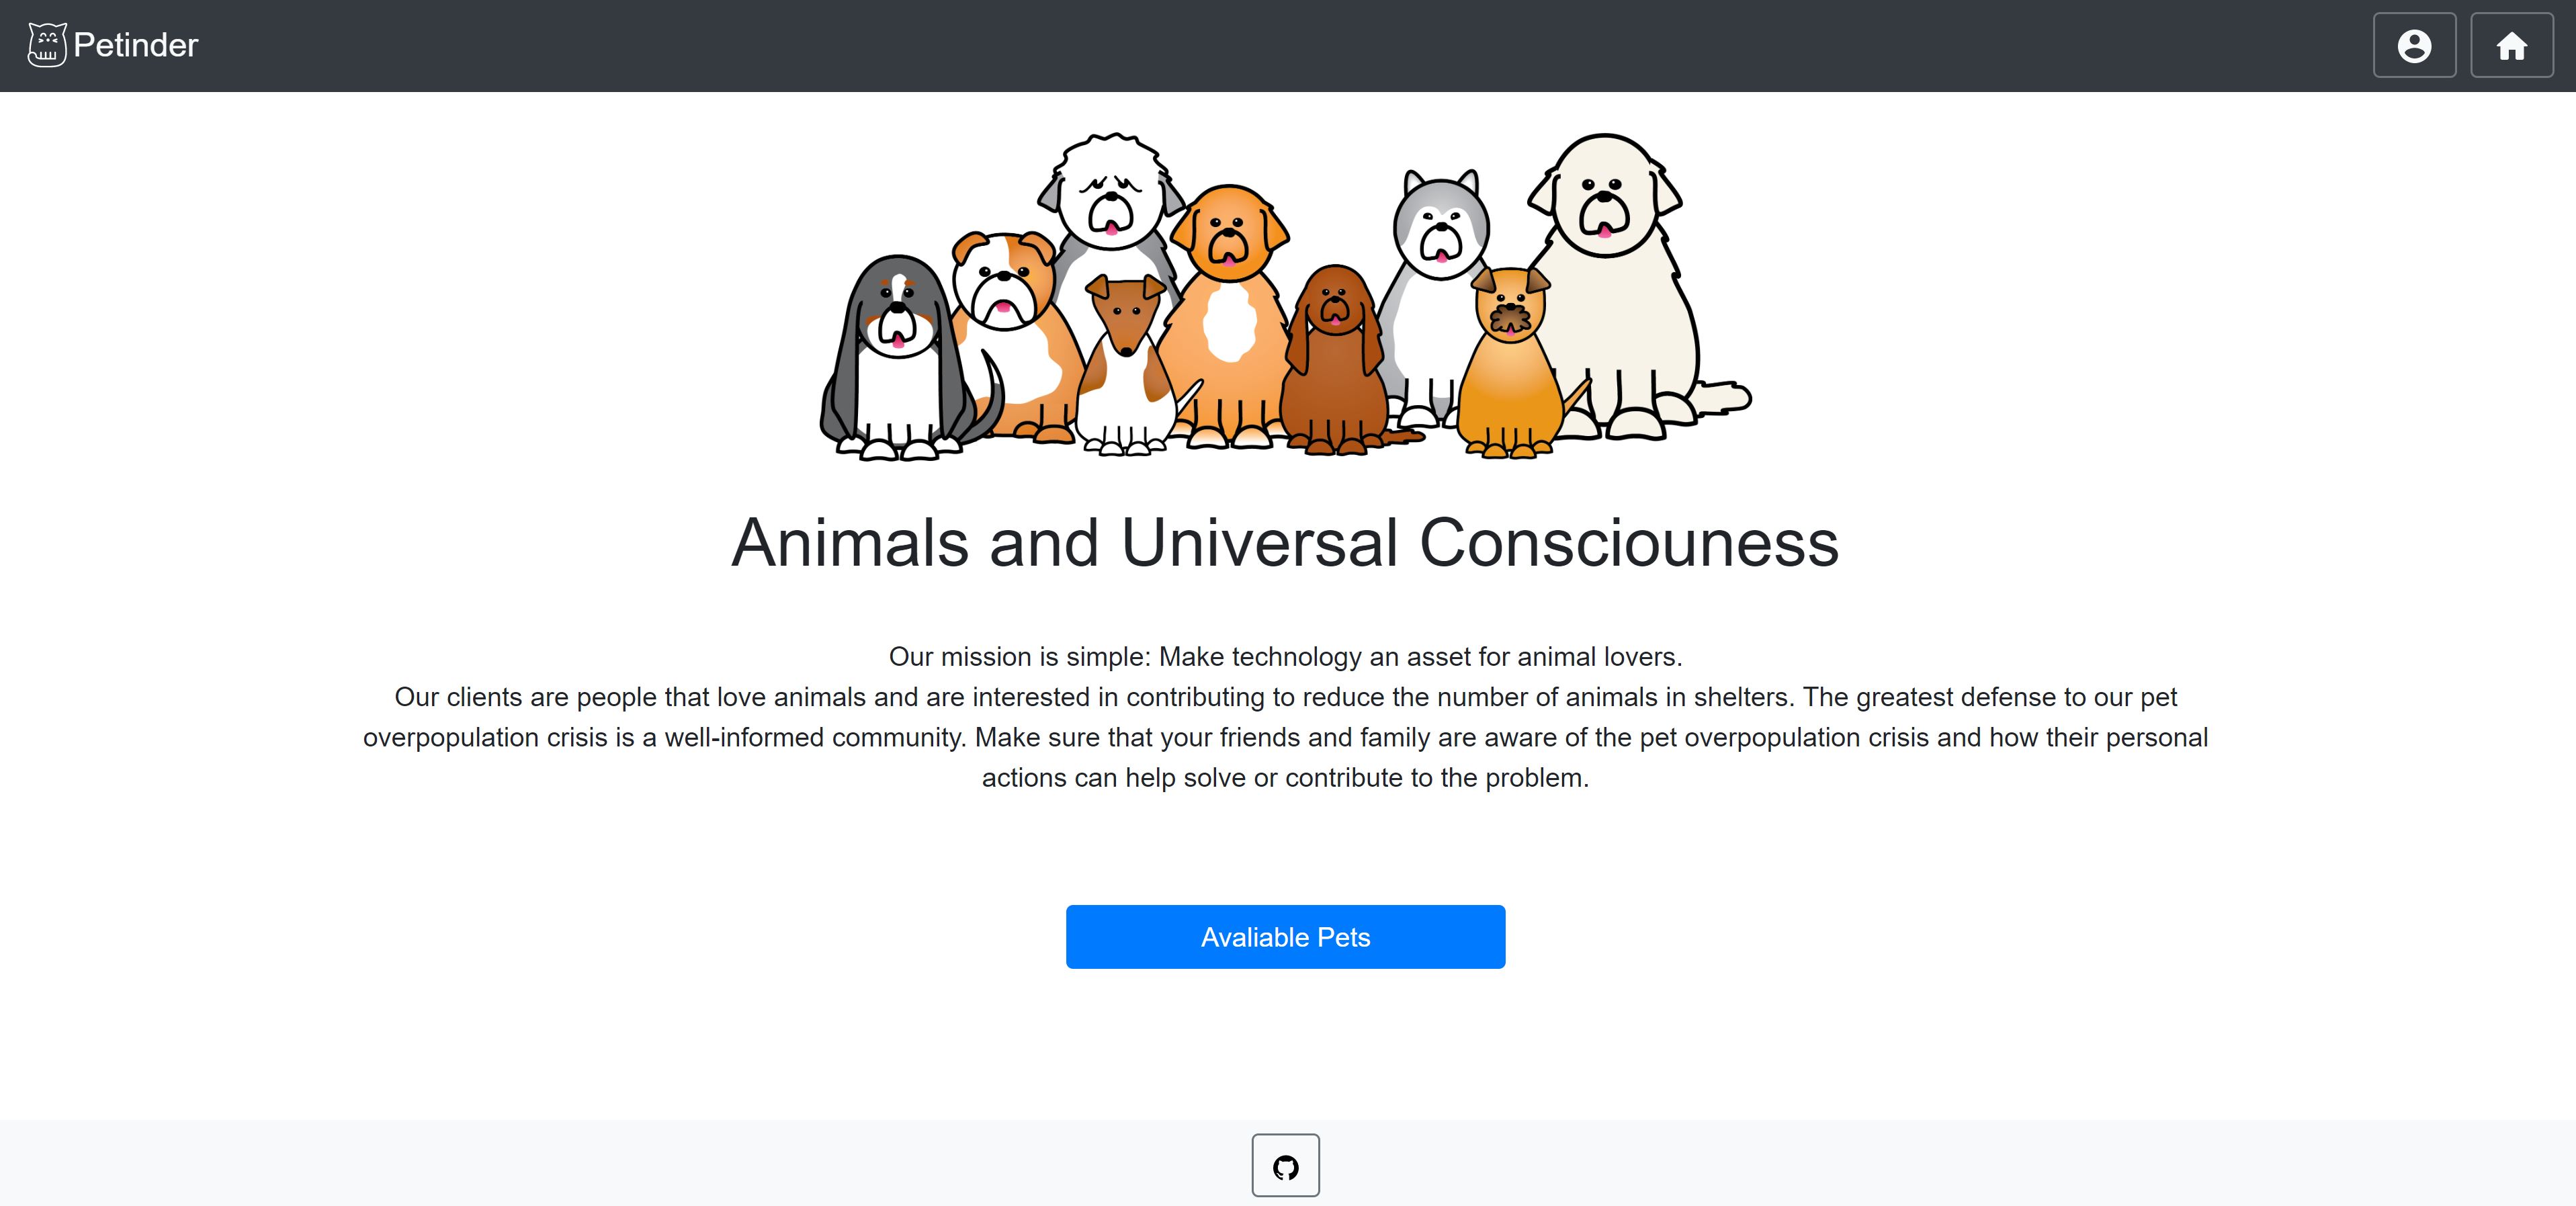 Petinder
Animals and Universal Consciouness
Our mission is simple: Make technology an asset for animal lovers.
Our clients are people that love animals and are interested in contributing to reduce the number of animals in shelters. The greatest defense to our pet
overpopulation crisis is a well-informed community. Make sure that your friends and family are aware of the pet overpopulation crisis and how their personal
actions can help solve or contribute to the problem.
Avaliable Pets